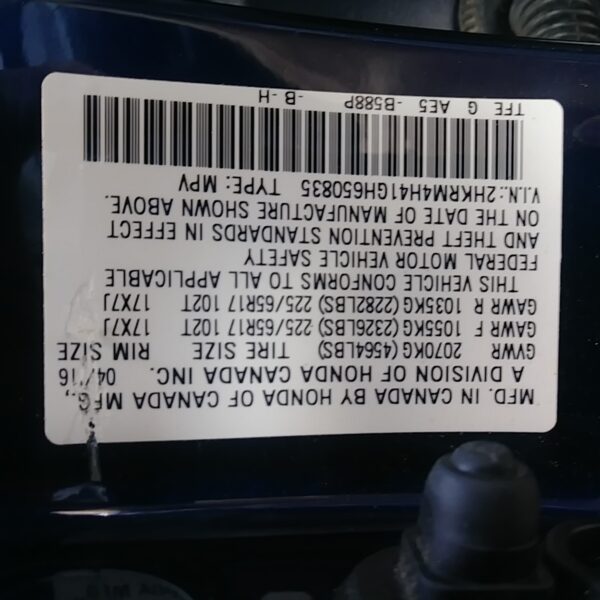 MFD. IN CANADA BY HONDA OF CANADA MFG.,
A DIVISION OF HONDA CANADA INC. 04/16
GVWR 2070KG (4564LBS) TIRE SIZE RIM SIZE
GAWR F 1055KG (2326LBS) 225/65R17 102T 17X7J
GAWR R 1035KG (2282LBS) 225/65R17 102T 17X7J
THIS VEHICLE CONFORMS TO ALL APPLICABLE
FEDERAL MOTOR VEHICLE SAFETY
AND THEFT PREVENTION STANDARDS IN EFFECT
ON THE DATE OF MANUFACTURE SHOWN ABOVE.
V.I.N.: 2HKRM4H41GH650835 TYPE: MPV
TFE G AE5 -B588P
-B -H